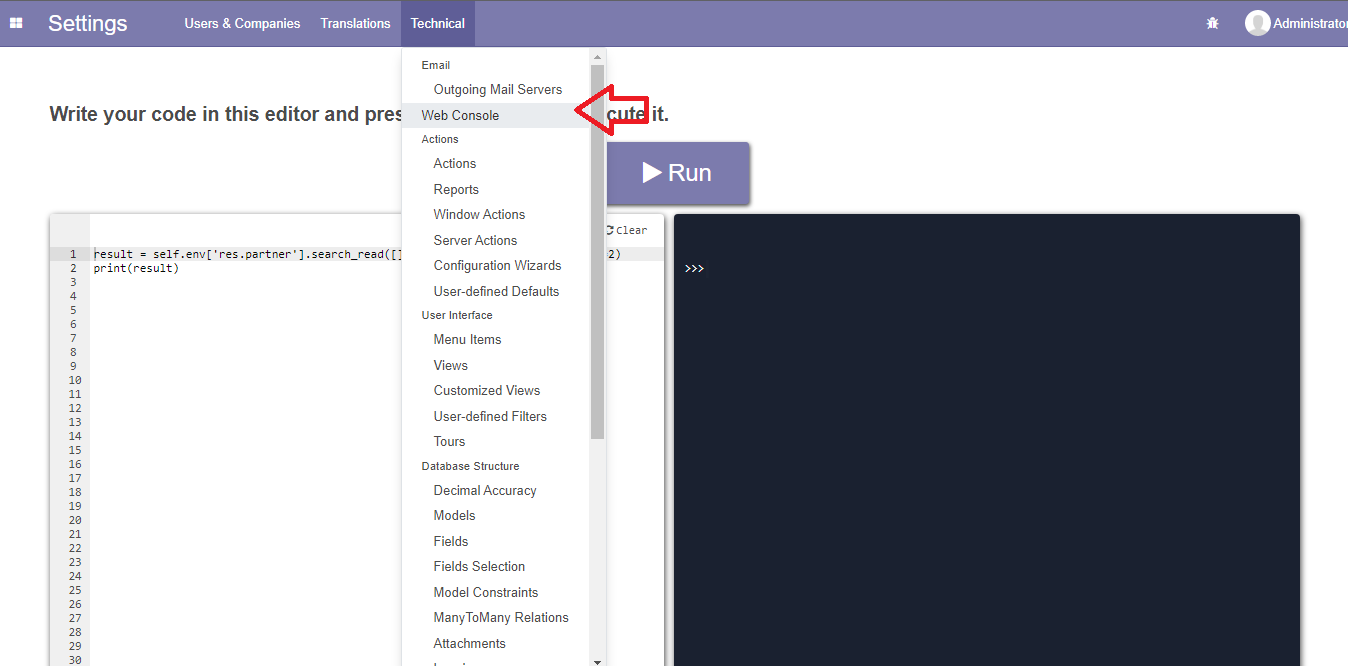 Settings Users & Companies Translations Technical Administrator
Email
Outgoing Mail Servers
Write your code in this editor and pres cute it.
Web Console
Actions
Actions
Reports
Window Actions
Server Actions
Configuration Wizards
User-defined Defaults
User Interface
Menu Items
Views
Customized Views
User-defined Filters
Tours
Database Structure
Decimal Accuracy
Models
Fields
Fields Selection
Model Constraints
ManyToMany Relations
Attachments
Run
Clear
1 result = self.env['res.partner'].search_read([] 2)
2 print(result)
3
4
5
6
7
8
9
10
11
12
13
14
15
16
17
18
19
20
21
22
23
24
25
26
27
28
29
30
>>>